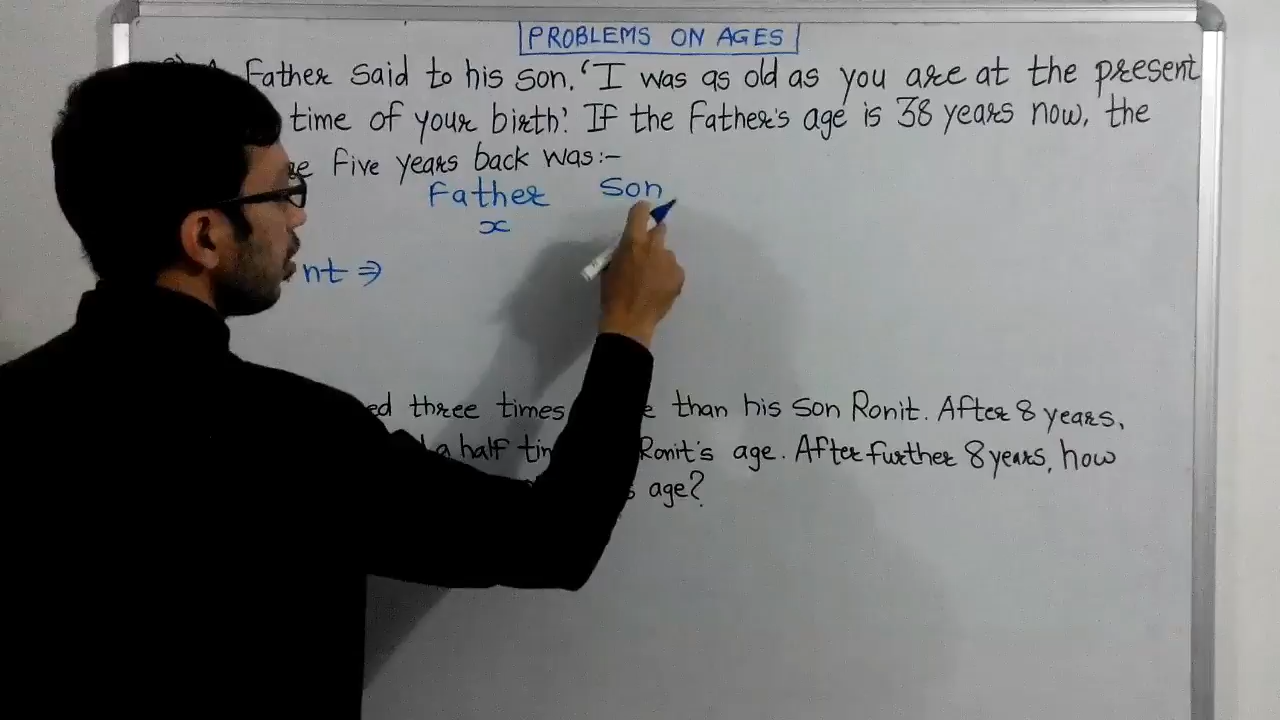 PROBLEMS ON AGES
Father said to his son, 'I was as old as you are at the present
time of your birth'. If the Father's age is 38 years now, the
five years back was:-
Father Son
x
nt ⇒
ed three times than his son Ronit. After 8 years,
a half Ronit's age. After further 8 years, how
age?